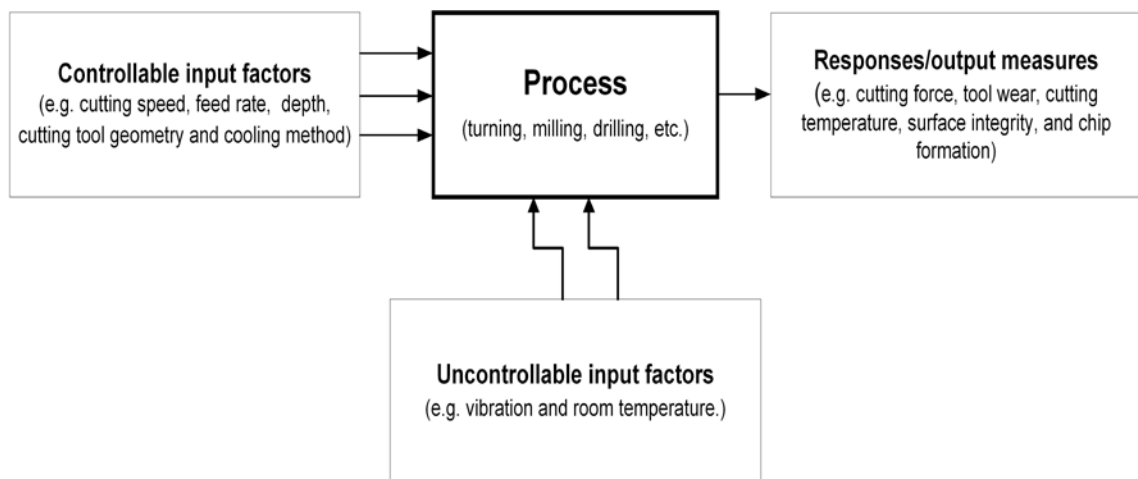 Controllable input factors
(e.g. cutting speed, feed rate, depth,
cutting tool geometry and cooling method)
Process
(turning, milling, drilling, etc.)
Responses/output measures
(e.g. cutting force, tool wear, cutting
temperature, surface integrity, and chip
formation)
Uncontrollable input factors
(e.g. vibration and room temperature.)